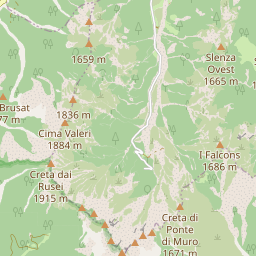 1659 m
Slenza
Ovest
1665 m
Brusat
77 m
1836 m
Cima Valeri
1884 m
I Falcons
1686 m
Creta dai
Rusei
1915 m
Creta di
Ponte
di Muro
1671 m